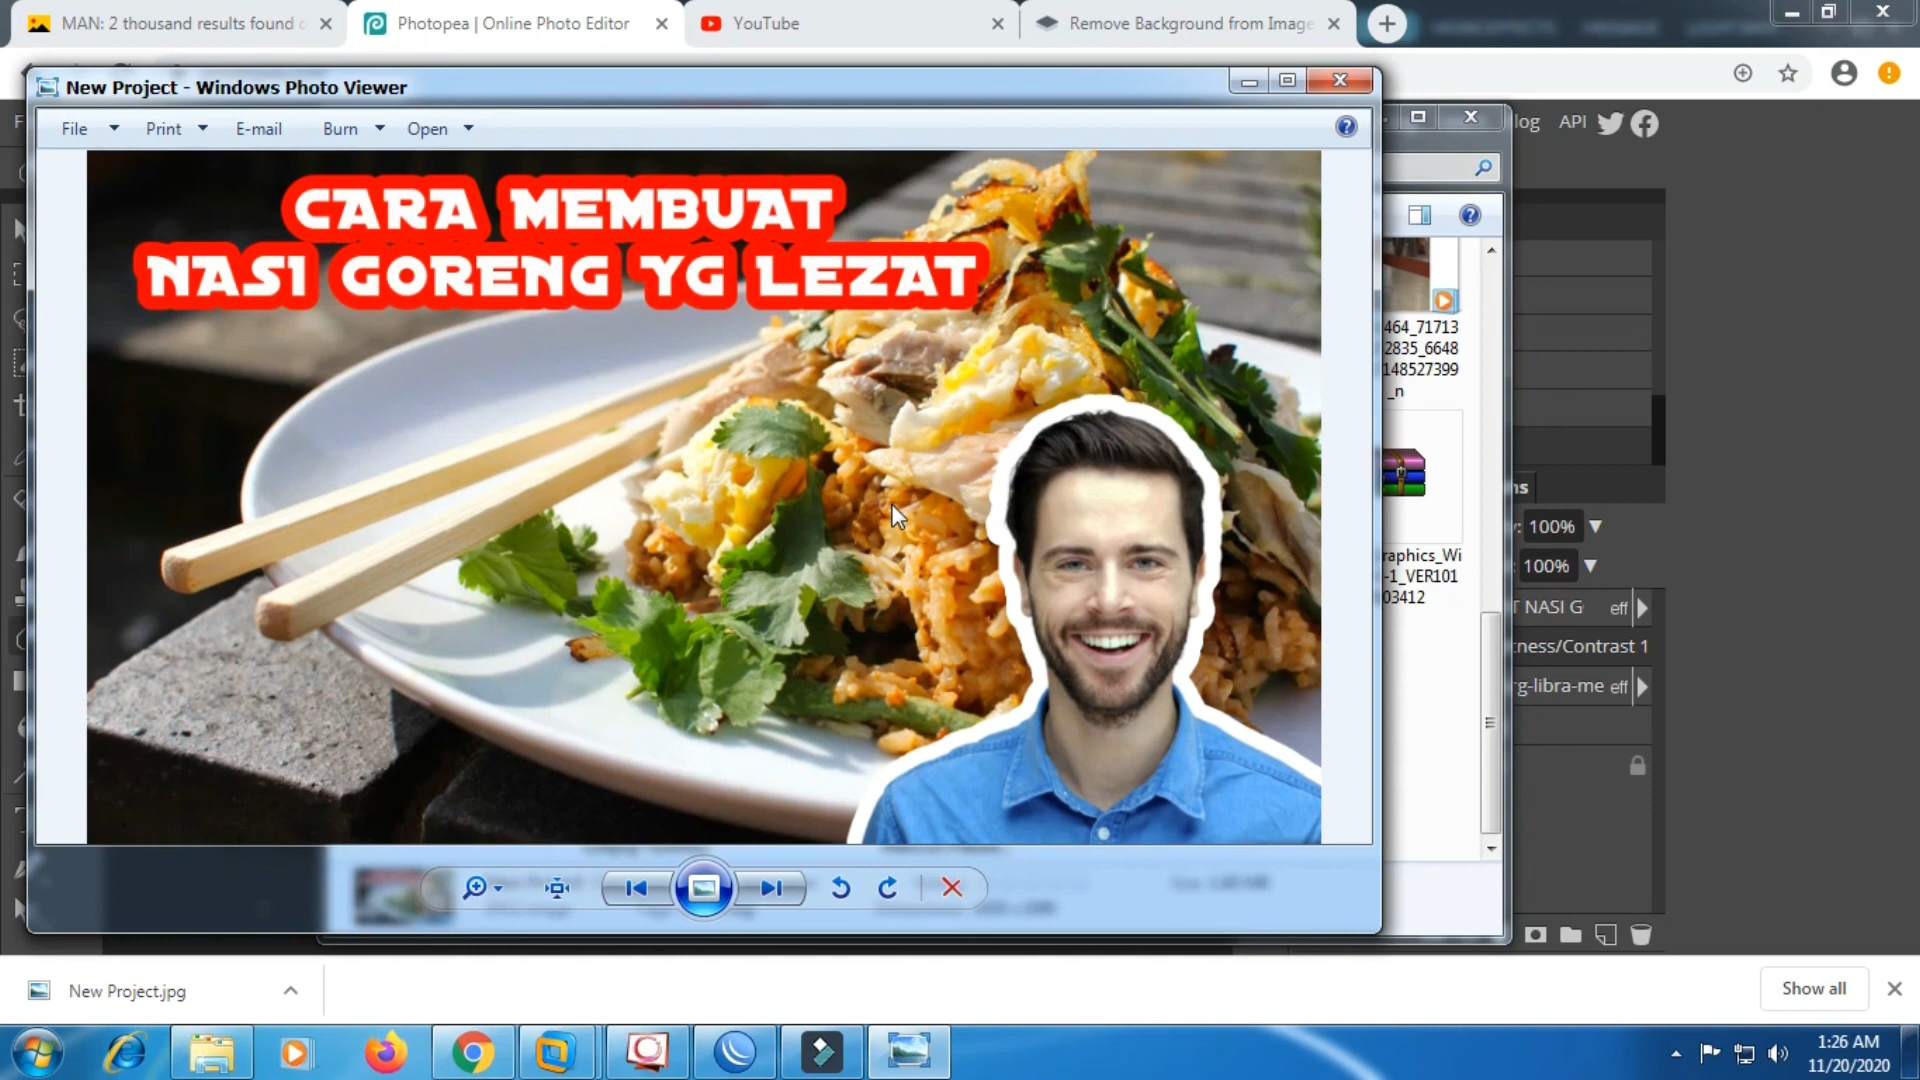 MAN: 2 thousand results found o
Photopea | Online Photo Editor
YouTube
Remove Background from Image
New Project - Windows Photo Viewer
File
Print
E-mail
Burn
Open
log
API
CARA MEMBUAT
NASI GORENG YG LEZAT
464_71713
2835_6648
148527399
_n
ns
100%
raphics_Wi
-1_VER101
03412
100%
T NASI G
eff
tness/Contrast 1
rg-libra-me
eff
New Project.jpg
Show all
1:26 AM
11/20/2020